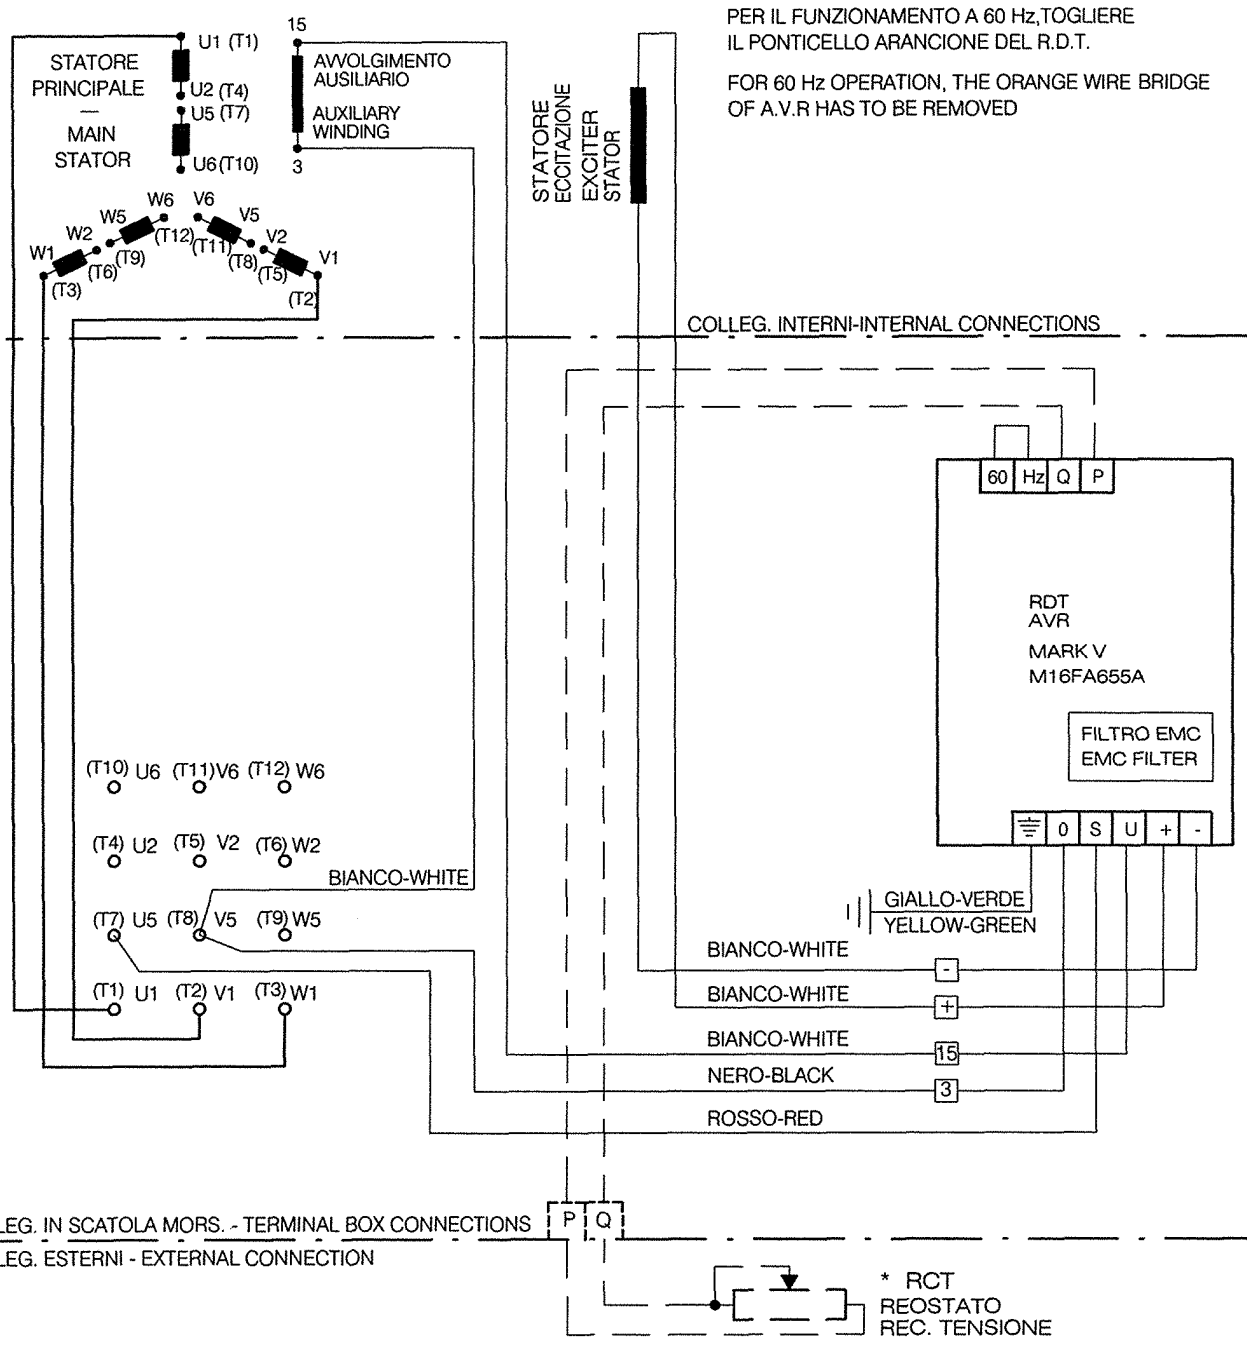 PER IL FUNZIONAMENTO A 60 Hz,TOGLIERE
IL PONTICELLO ARANCIONE DEL R.D.T.
FOR 60 Hz OPERATION, THE ORANGE WIRE BRIDGE
OF A.V.R HAS TO BE REMOVED
STATORE
PRINCIPALE
—
MAIN
STATOR
U1 (T1)
U2 (T4)
U5 (T7)
U6 (T10)
15
AVVOLGIMENTO
AUSILIARIO
AUXILIARY
WINDING
3
STATORE
ECCITAZIONE
EXCITER
STATOR
W6
V6
W5
V5
W2
V2
W1
V1
(T12)
(T11)
(T9)
(T8)
(T6)
(T5)
(T3)
(T2)
COLLEG. INTERNI-INTERNAL CONNECTIONS
60 Hz Q P
RDT
AVR
MARK V
M16FA655A
FILTRO EMC
EMC FILTER
0 S U + -
(T10) U6 (T11) V6 (T12) W6
(T4) U2 (T5) V2 (T6) W2
BIANCO-WHITE
(T7) U5 (T8) V5 (T9) W5
(T1) U1 (T2) V1 (T3) W1
GIALLO-VERDE
YELLOW-GREEN
BIANCO-WHITE -
BIANCO-WHITE +
BIANCO-WHITE 15
NERO-BLACK 3
ROSSO-RED
LEG. IN SCATOLA MORS. - TERMINAL BOX CONNECTIONS
P Q
LEG. ESTERNI - EXTERNAL CONNECTION
* RCT
REOSTATO
REC. TENSIONE